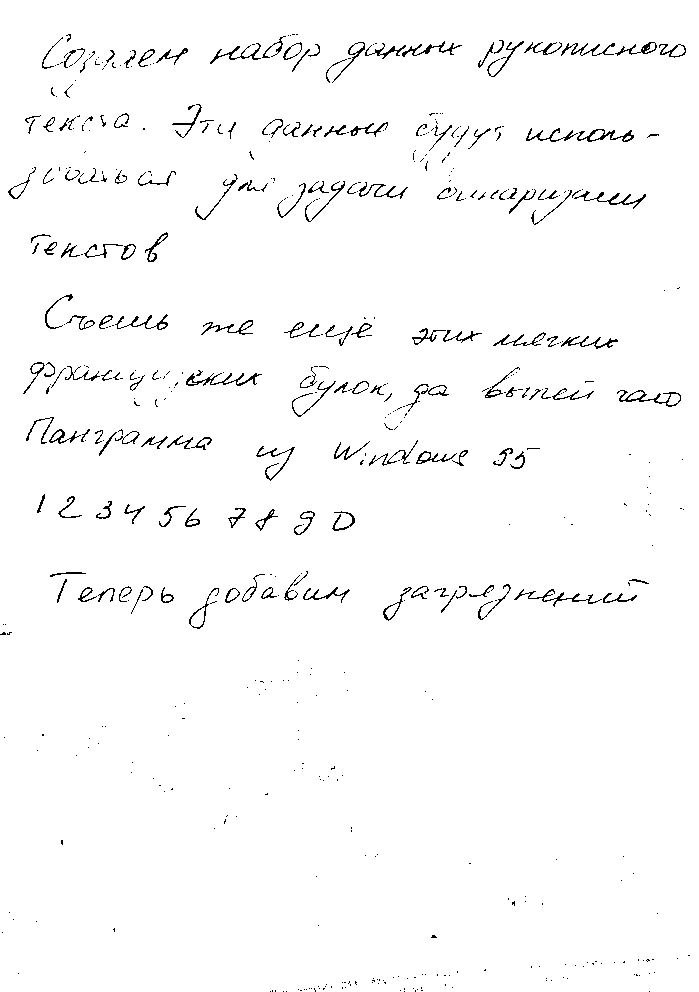 Создаем набор данных рукописного
текста. Эти данные будут исполь-
зоваться для задачи бинаризации
текстов
Съешь же ещё этих мягких
французских булок, да выпей чаю
Панграмма из Windows 95
1 2 3 4 5 6 7 8 9 0
Теперь добавим загрязнений